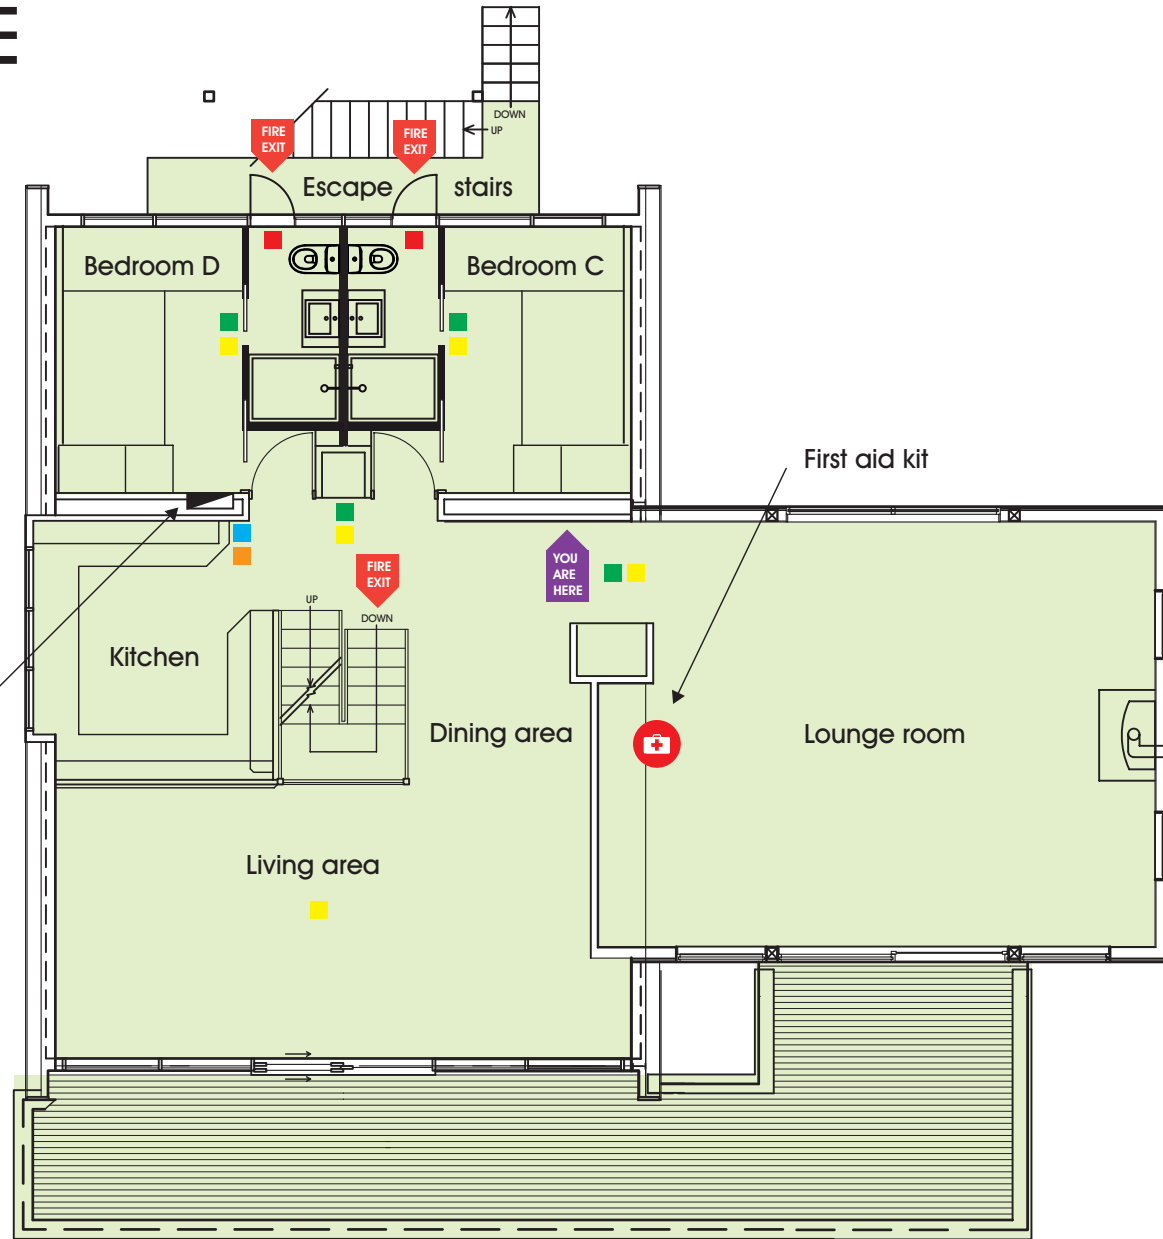 DOWN
UP
FIRE
EXIT
FIRE
EXIT
Escape stairs
Bedroom D
Bedroom C
First aid kit
YOU
ARE
HERE
FIRE
EXIT
UP
DOWN
Kitchen
Dining area
Lounge room
Living area